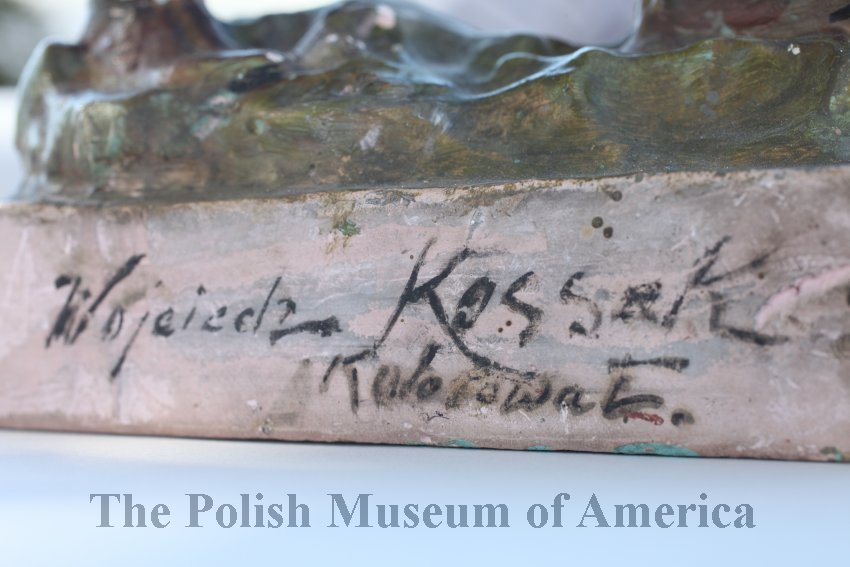 Wojciech Kossak
Kolorował.
The Polish Museum of America